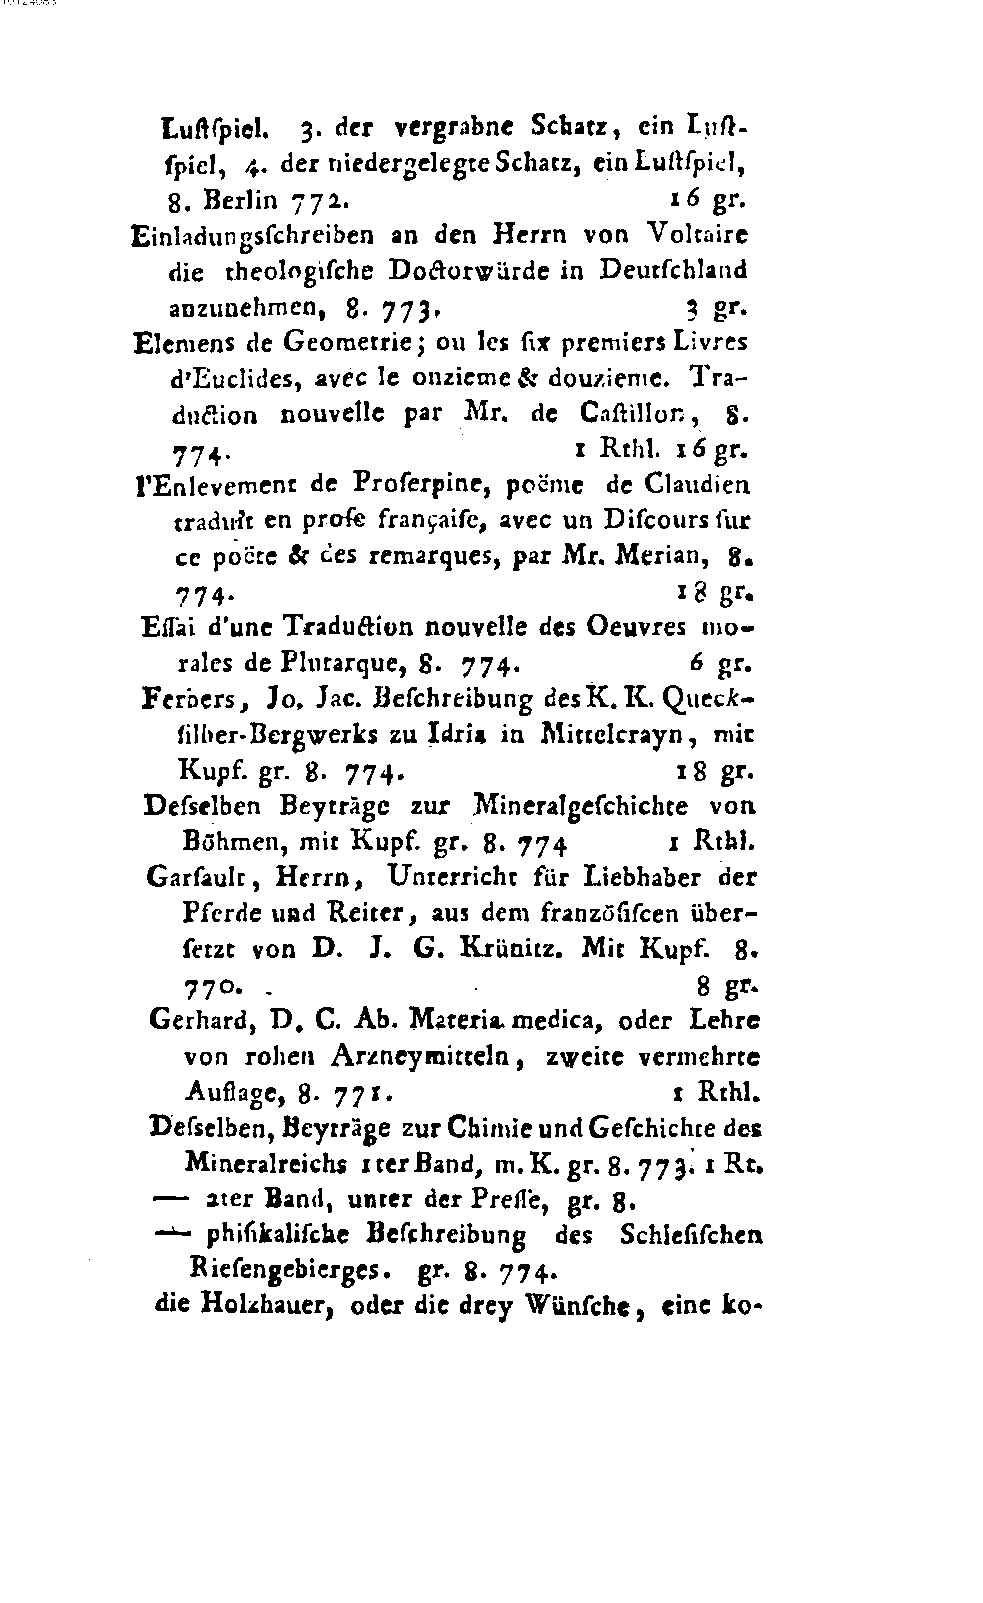 Luſtſpiel. 3. der vergrabne Schatz, ein Luſt-
ſpiel, 4. der niedergelegte Schatz, ein Luſtſpiel,
8. Berlin 772. 16 gr.
Einladungsſchreiben an den Herrn von Voltaire
die theologiſche Doctorwürde in Deutſchland
anzunehmen, 8. 773. 3 gr.
Elemens de Geometrie; ou les ſix premiers Livres
d'Euclides, avec le onzieme & douzieme. Tra-
duction nouvelle par Mr. de Caſtillon, 8.
774. 1 Rthl. 16 gr.
l'Enlevement de Proſerpine, poëme de Claudien
traduit en proſe françaiſe, avec un Diſcours ſur
ce poëte & des remarques, par Mr. Merian, 8.
774. 18 gr.
Eſſai d'une Traduction nouvelle des Oeuvres mo-
rales de Plutarque, 8. 774. 6 gr.
Ferbers, Jo. Jac. Beſchreibung des K. K. Queck-
ſilber-Bergwerks zu Idria in Mittelcrayn, mit
Kupf. gr. 8. 774. 18 gr.
Deſselben Beyträge zur Mineralgeſchichte von
Böhmen, mit Kupf. gr. 8. 774 1 Rthl.
Garſault, Herrn, Unterricht für Liebhaber der
Pferde und Reiter, aus dem franzöſiſcen über-
ſetzt von D. J. G. Krünitz. Mit Kupf. 8.
770. 8 gr.
Gerhard, D. C. Ab. Materia medica, oder Lehre
von rohen Arzneymitteln, zweite vermehrte
Auflage, 8. 771. 1 Rthl.
Deſselben, Beyträge zur Chimie und Geſchichte des
Mineralreichs 1ter Band, m. K. gr. 8. 773. 1 Rt.
— 2ter Band, unter der Preſſe, gr. 8.
— phiſikaliſche Beſchreibung des Schleſiſchen
Rieſengebierges. gr. 8. 774.
die Holzhauer, oder die drey Wünſche, eine ko-